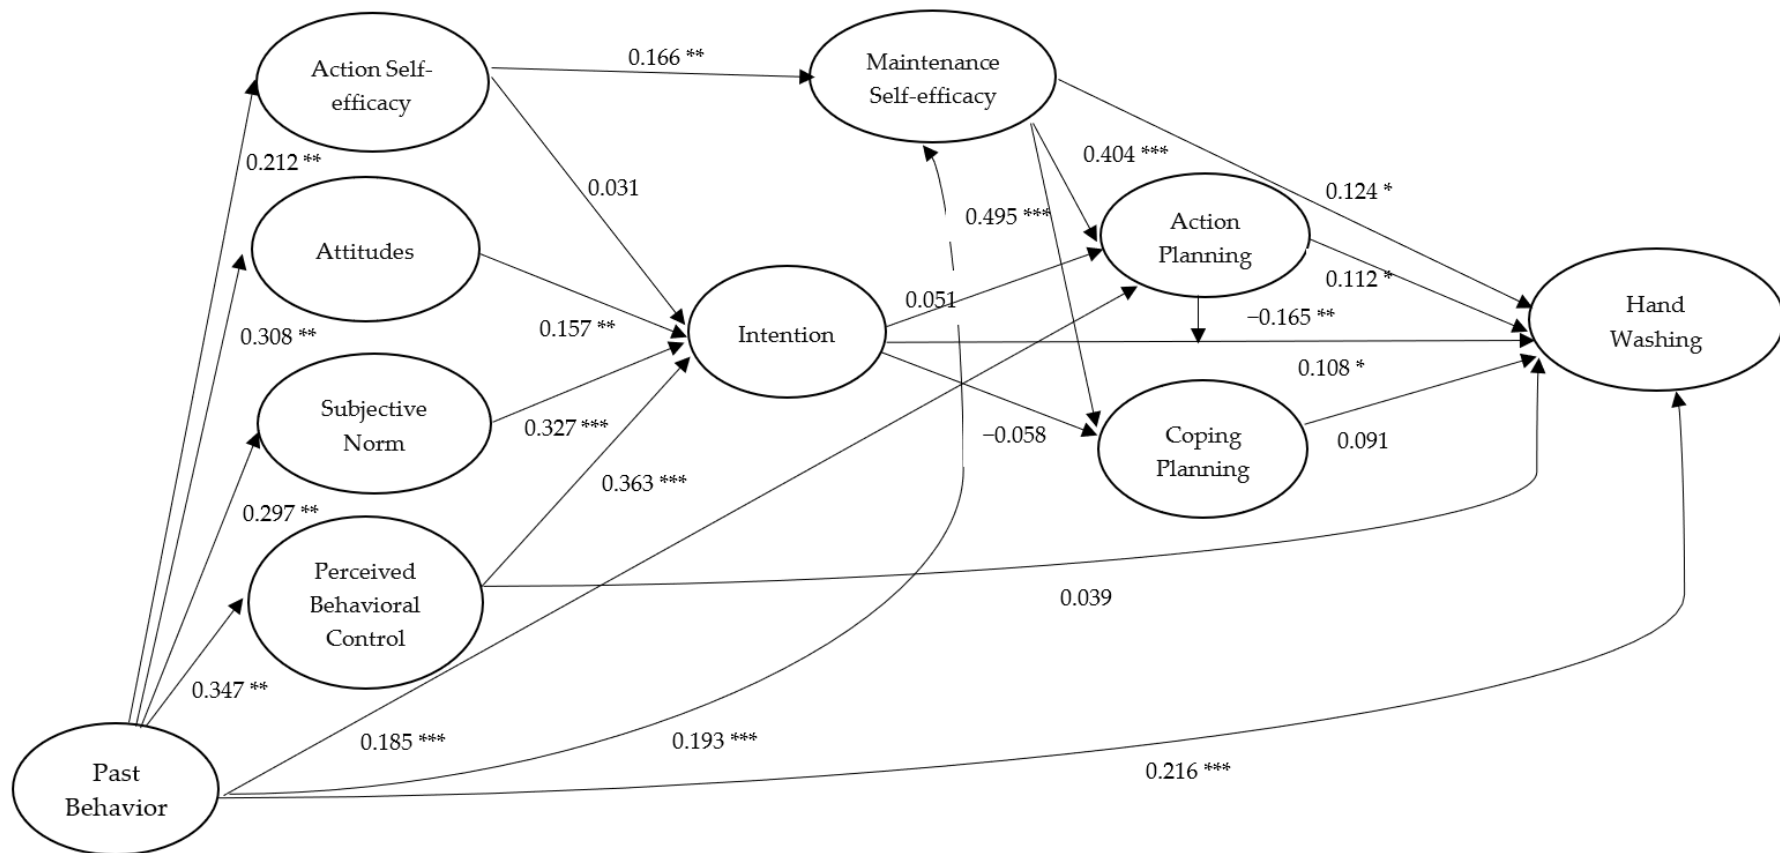 Action Self-
efficacy
0.166 **
Maintenance
Self-efficacy
0.212 **
0.031
0.404 ***
0.124 *
Attitudes
0.495 ***
Action
Planning
0.308 **
0.157 **
Intention
0.051
0.112 *
−0.165 **
Hand
Washing
Subjective
Norm
0.327 ***
−0.058
0.108 *
Coping
Planning
0.091
0.297 **
0.363 ***
Perceived
Behavioral
Control
0.039
0.347 **
0.185 ***
0.193 ***
0.216 ***
Past
Behavior